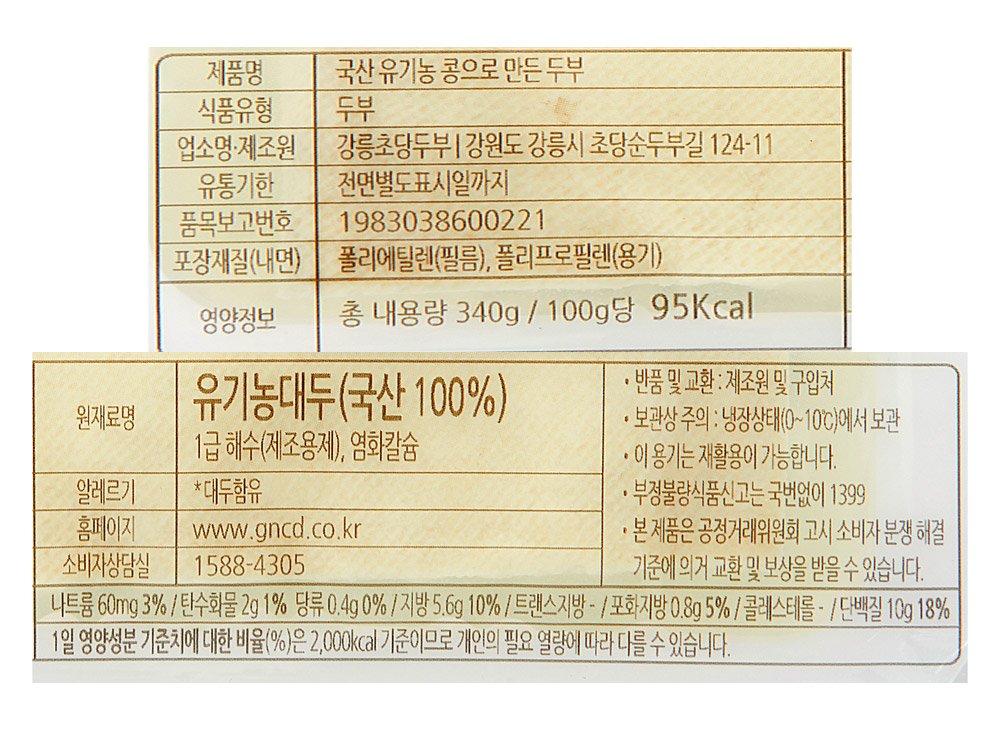 제품명 국산 유기농 콩으로 만든 두부
식품유형 두부
업소명·제조원 강릉초당두부 | 강원도 강릉시 초당순두부길 124-11
유통기한 전면별도표시일까지
품목보고번호 1983038600221
포장재질(내면) 폴리에틸렌(필름), 폴리프로필렌(용기)
영양정보 총 내용량 340g / 100g당 95Kcal
원재료명 유기농대두(국산 100%)
1급 해수(제조용제), 염화칼슘
알레르기 *대두함유
홈페이지 www.gncd.co.kr
소비자상담실 1588-4305
· 반품 및 교환 : 제조원 및 구입처
· 보관상 주의 : 냉장상태(0~10℃)에서 보관
· 이 용기는 재활용이 가능합니다.
· 부정불량식품신고는 국번없이 1399
· 본 제품은 공정거래위원회 고시 소비자 분쟁 해결
기준에 의거 교환 및 보상을 받을 수 있습니다.
나트륨 60mg 3% / 탄수화물 2g 1% 당류 0.4g 0% / 지방 5.6g 10% / 트랜스지방 - / 포화지방 0.8g 5% / 콜레스테롤 - / 단백질 10g 18%
1일 영양성분 기준치에 대한 비율(%)은 2,000kcal 기준이므로 개인의 필요 열량에 따라 다를 수 있습니다.